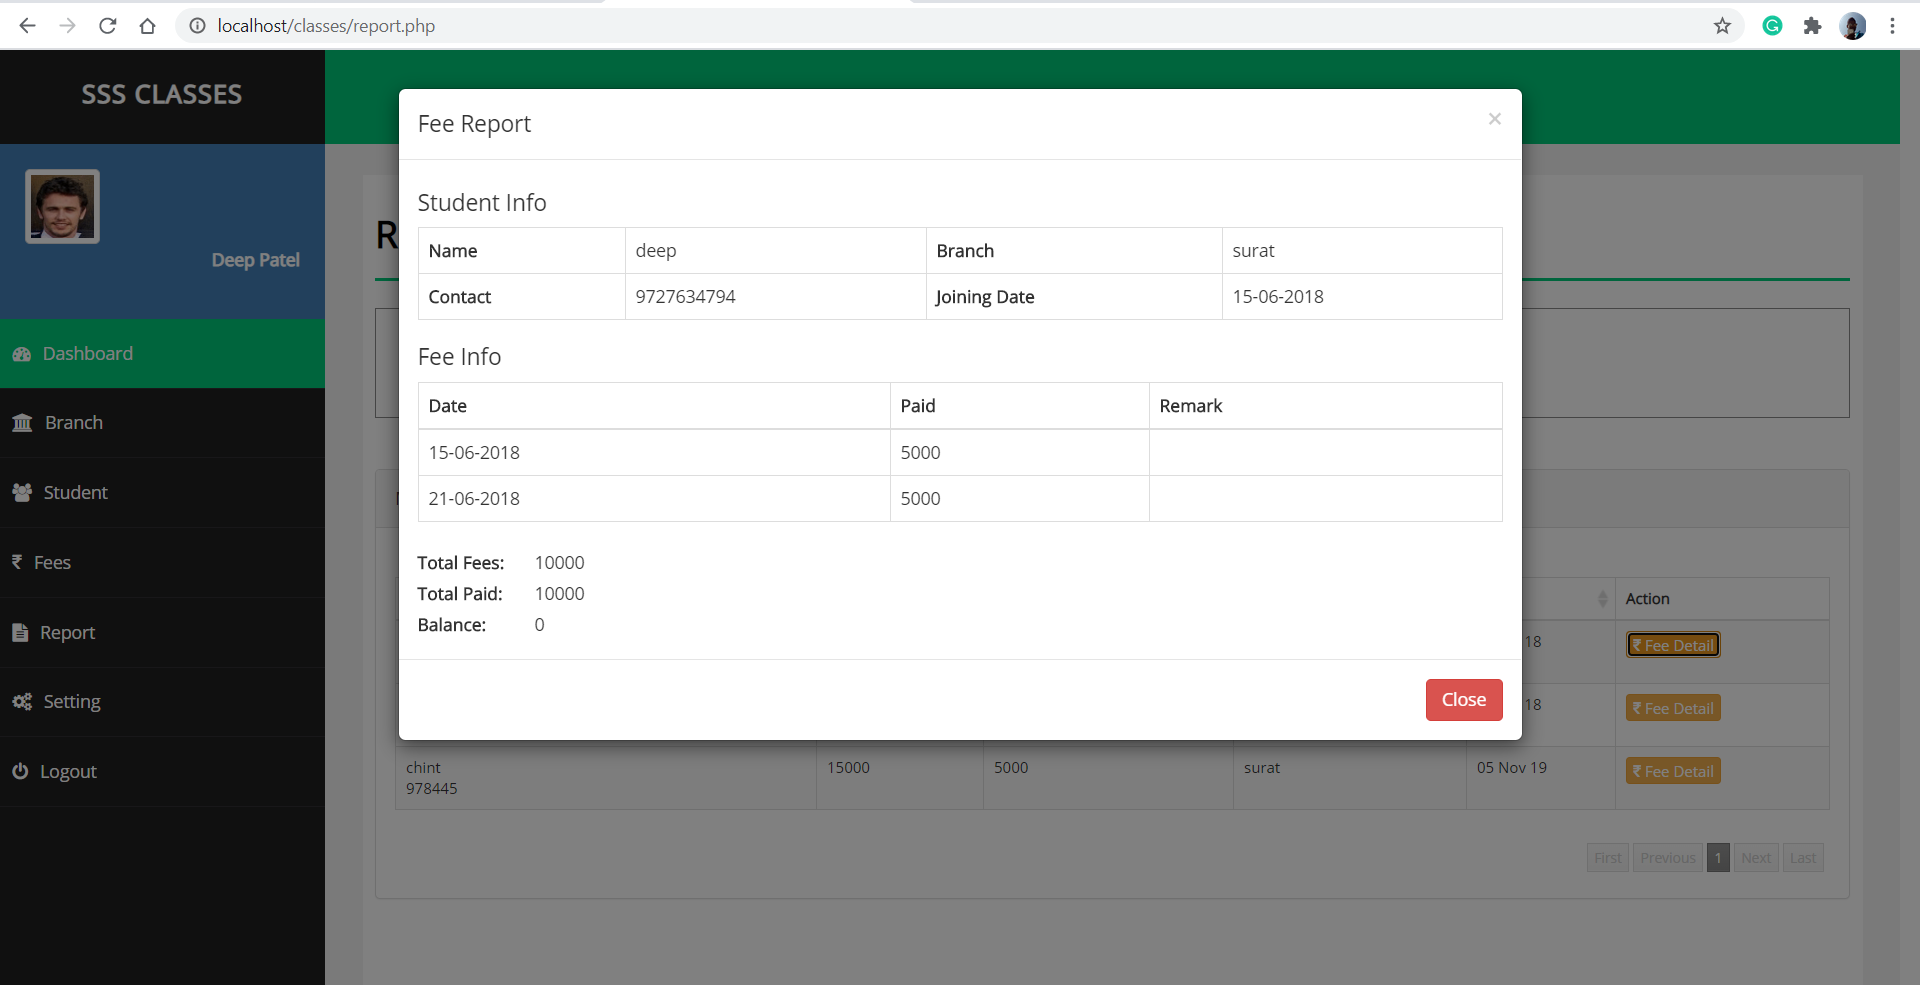 localhost/classes/report.php
SSS CLASSES
Deep Patel
Dashboard
Branch
Student
₹ Fees
Report
Setting
Logout
Fee Report ×
Student Info
Name deep Branch surat
Contact 9727634794 Joining Date 15-06-2018
Fee Info
Date Paid Remark
15-06-2018 5000
21-06-2018 5000
Total Fees: 10000
Total Paid: 10000
Balance: 0
Close
Action
18 ₹ Fee Detail
18 ₹ Fee Detail
chint 15000 5000 surat 05 Nov 19 ₹ Fee Detail
978445
First Previous 1 Next Last